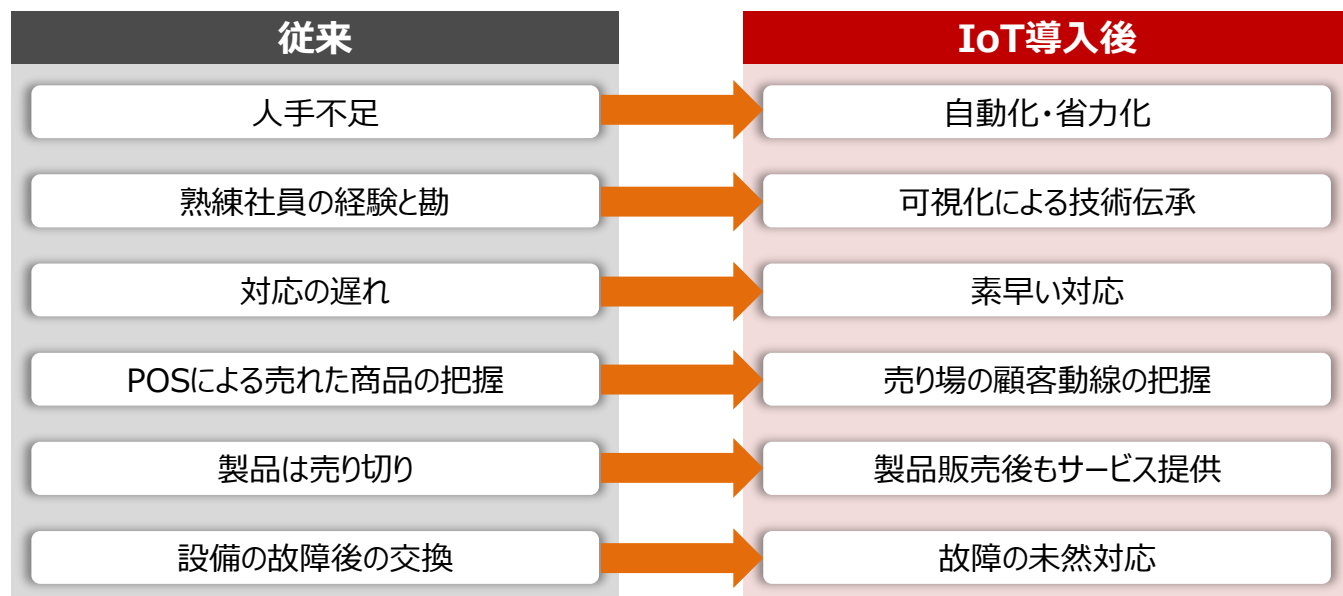 従来
IoT導入後
人手不足
自動化・省力化
熟練社員の経験と勘
可視化による技術伝承
対応の遅れ
素早い対応
POSによる売れた商品の把握
売り場の顧客動線の把握
製品は売り切り
製品販売後もサービス提供
設備の故障後の交換
故障の未然対応